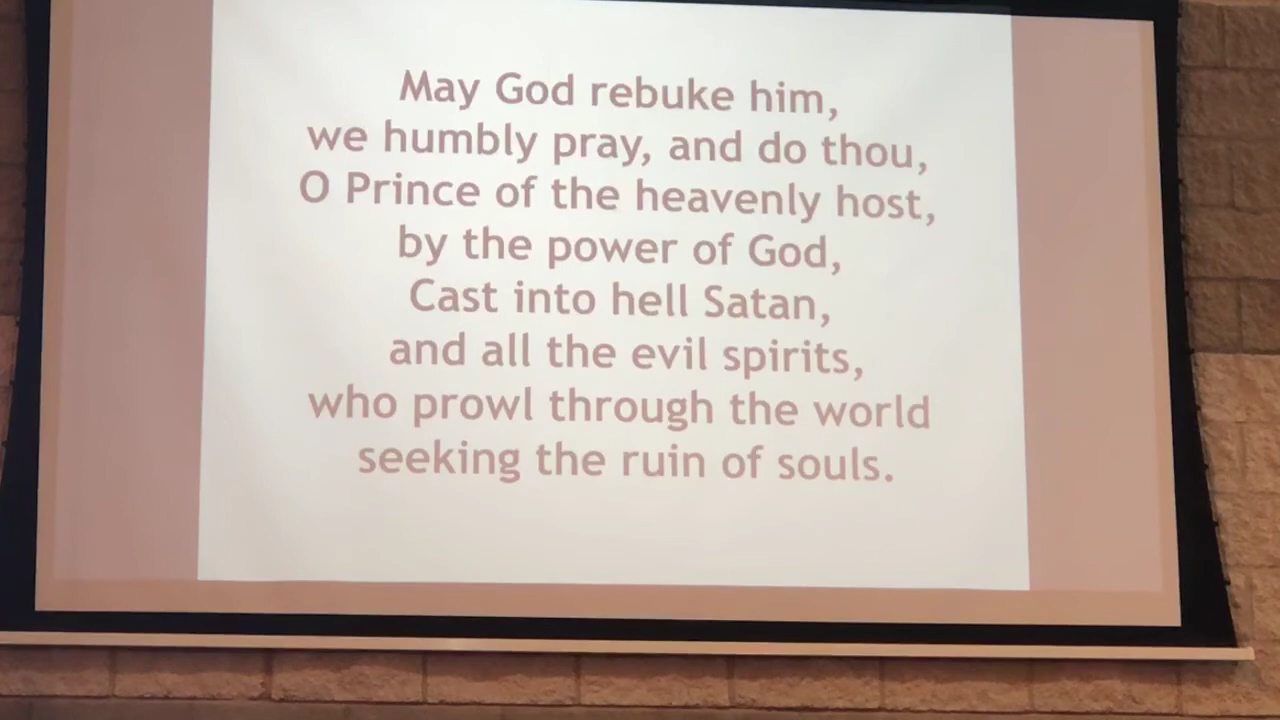 May God rebuke him,
we humbly pray, and do thou,
O Prince of the heavenly host,
by the power of God,
Cast into hell Satan,
and all the evil spirits,
who prowl through the world
seeking the ruin of souls.